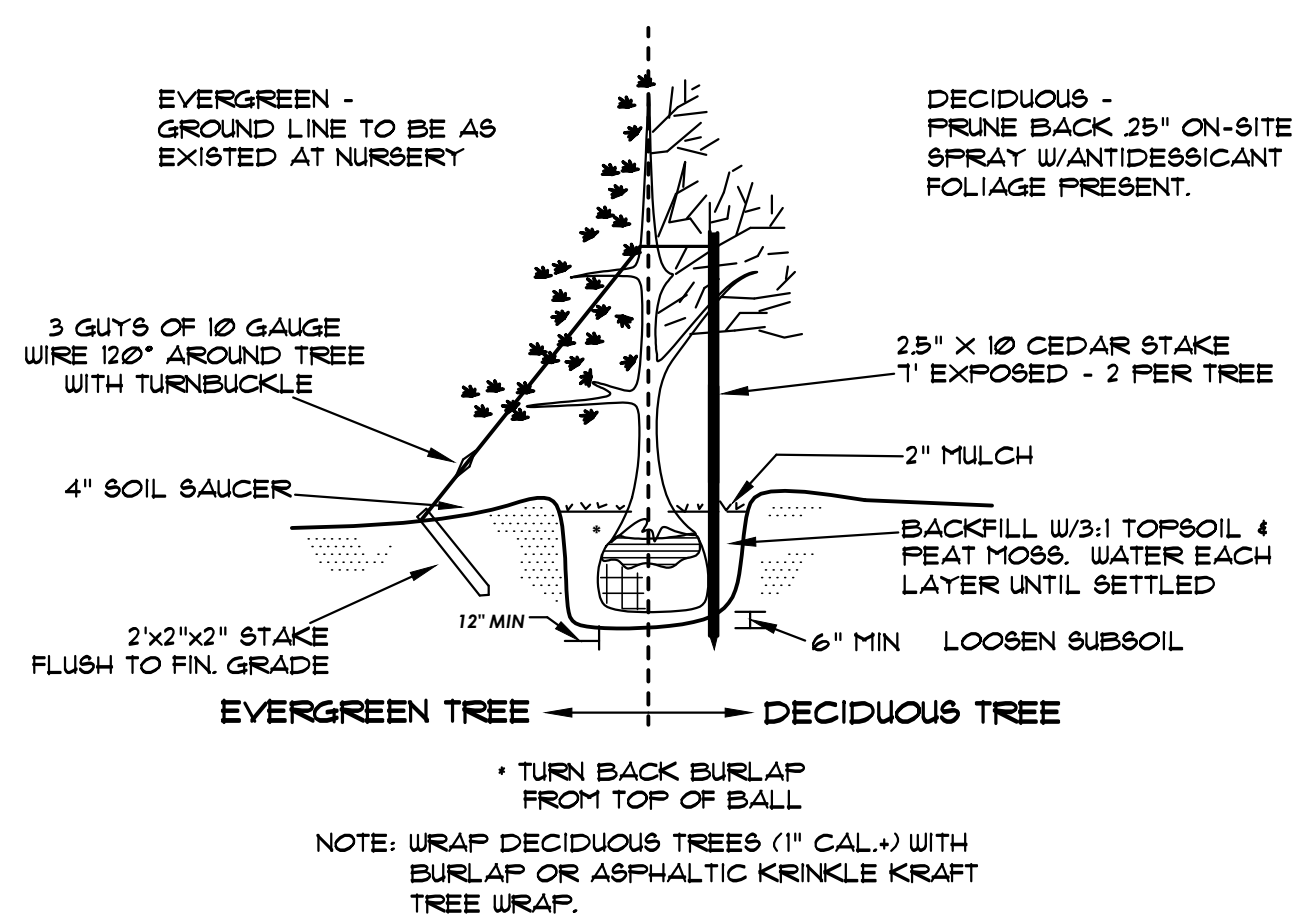 EVERGREEN -
GROUND LINE TO BE AS
EXISTED AT NURSERY
DECIDUOUS -
PRUNE BACK .25" ON-SITE
SPRAY W/ANTIDESSICANT
FOLIAGE PRESENT.
3 GUYS OF 10 GAUGE
WIRE 120° AROUND TREE
WITH TURNBUCKLE
2.5" X 10 CEDAR STAKE
7' EXPOSED - 2 PER TREE
4" SOIL SAUCER
2" MULCH
*
BACKFILL W/3:1 TOPSOIL &
PEAT MOSS. WATER EACH
LAYER UNTIL SETTLED
2'x2"x2" STAKE
FLUSH TO FIN. GRADE
12" MIN
6" MIN LOOSEN SUBSOIL
EVERGREEN TREE
DECIDUOUS TREE
* TURN BACK BURLAP
FROM TOP OF BALL
NOTE: WRAP DECIDUOUS TREES (1" CAL.+) WITH
BURLAP OR ASPHALTIC KRINKLE KRAFT
TREE WRAP.